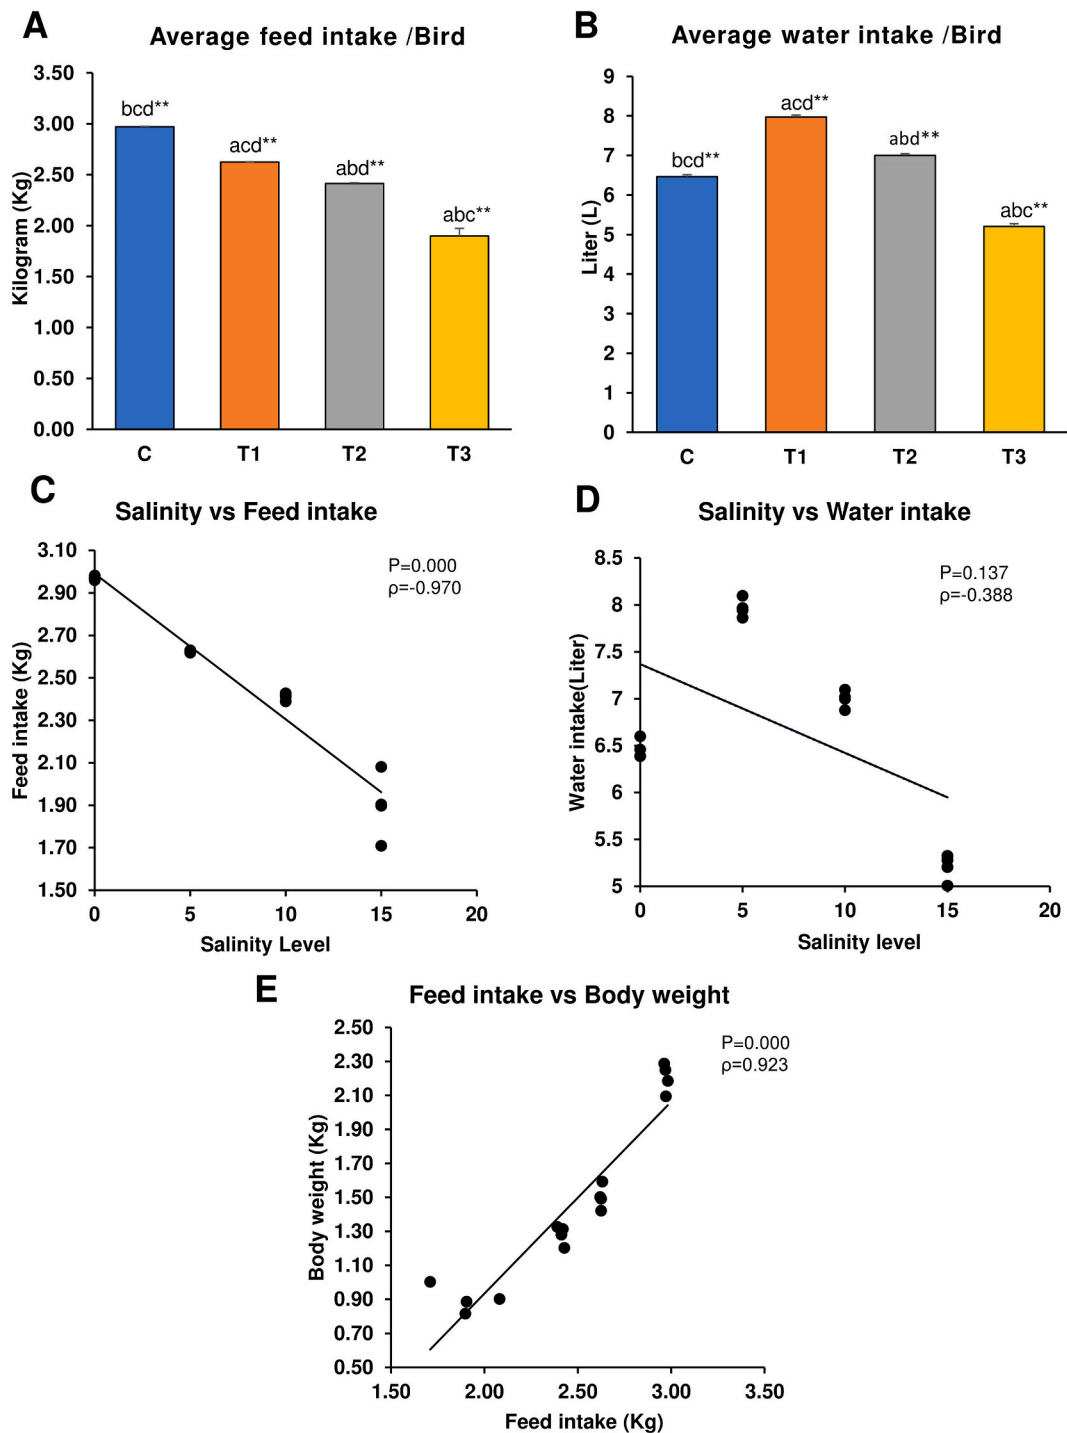 A
Average feed intake /Bird
Kilogram (Kg)
3.50
3.00
2.50
2.00
1.50
1.00
0.50
0.00
bcd**
acd**
abd**
abc**
C T1 T2 T3
B
Average water intake /Bird
Liter (L)
9
8
7
6
5
4
3
2
1
0
bcd**
acd**
abd**
abc**
C T1 T2 T3
C
Salinity vs Feed intake
P=0.000
ρ=-0.970
Feed intake (Kg)
3.10
2.90
2.70
2.50
2.30
2.10
1.90
1.70
1.50
0 5 10 15 20
Salinity Level
D
Salinity vs Water intake
P=0.137
ρ=-0.388
Water intake(Liter)
8.5
8
7.5
7
6.5
6
5.5
5
0 5 10 15 20
Salinity level
E
Feed intake vs Body weight
P=0.000
ρ=0.923
Body weight (Kg)
2.50
2.30
2.10
1.90
1.70
1.50
1.30
1.10
0.90
0.70
0.50
1.50 2.00 2.50 3.00 3.50
Feed intake (Kg)